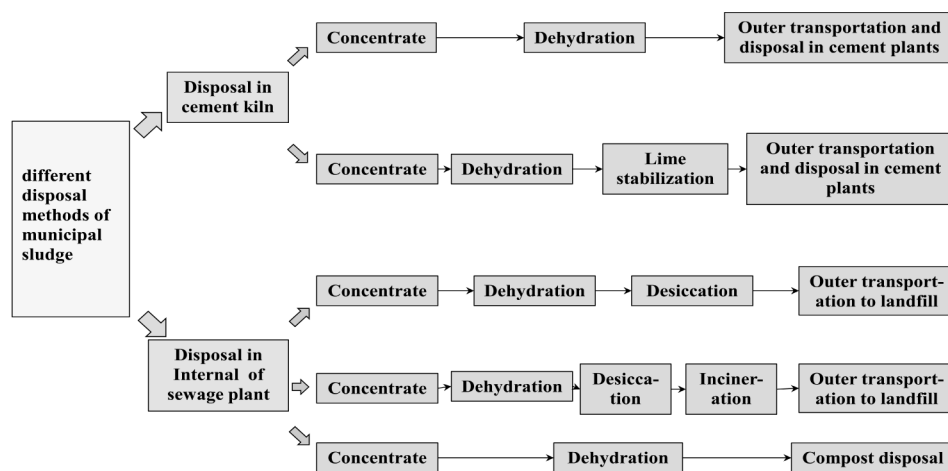 different
disposal
methods of
municipal
sludge
Disposal in
cement kiln
Concentrate
Dehydration
Outer transportation and
disposal in cement plants
Concentrate
Dehydration
Lime
stabilization
Outer transportation
and disposal in cement
plants
Disposal in
Internal of
sewage plant
Concentrate
Dehydration
Desiccation
Outer transport-
ation to landfill
Concentrate
Dehydration
Desicca-
tion
Inciner-
ation
Outer transport-
ation to landfill
Concentrate
Dehydration
Compost disposal